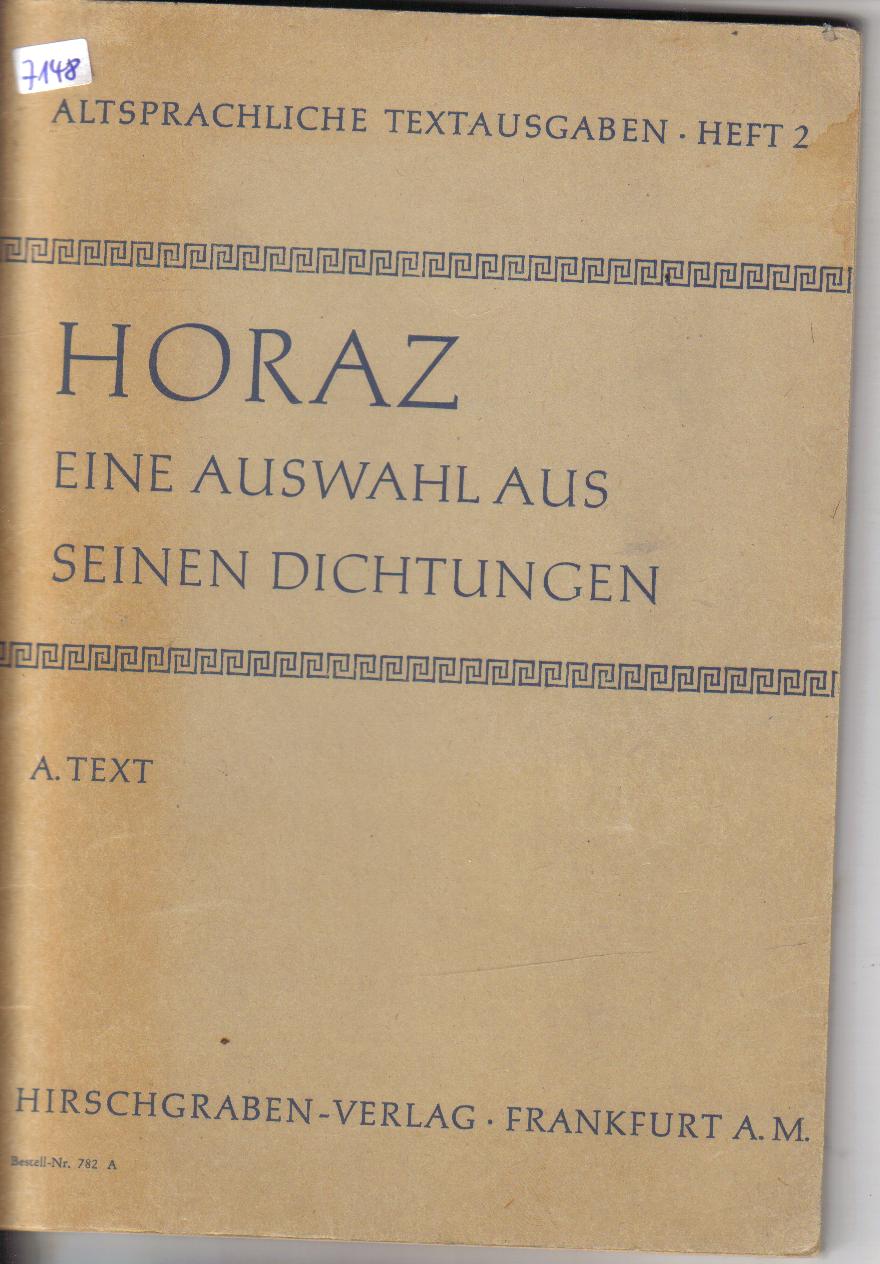 7148
ALTSPRACHLICHE TEXTAUSGABEN · HEFT 2
HORAZ
EINE AUSWAHL AUS
SEINEN DICHTUNGEN
A. TEXT
HIRSCHGRABEN-VERLAG · FRANKFURT A. M.
Bestell-Nr. 782 A